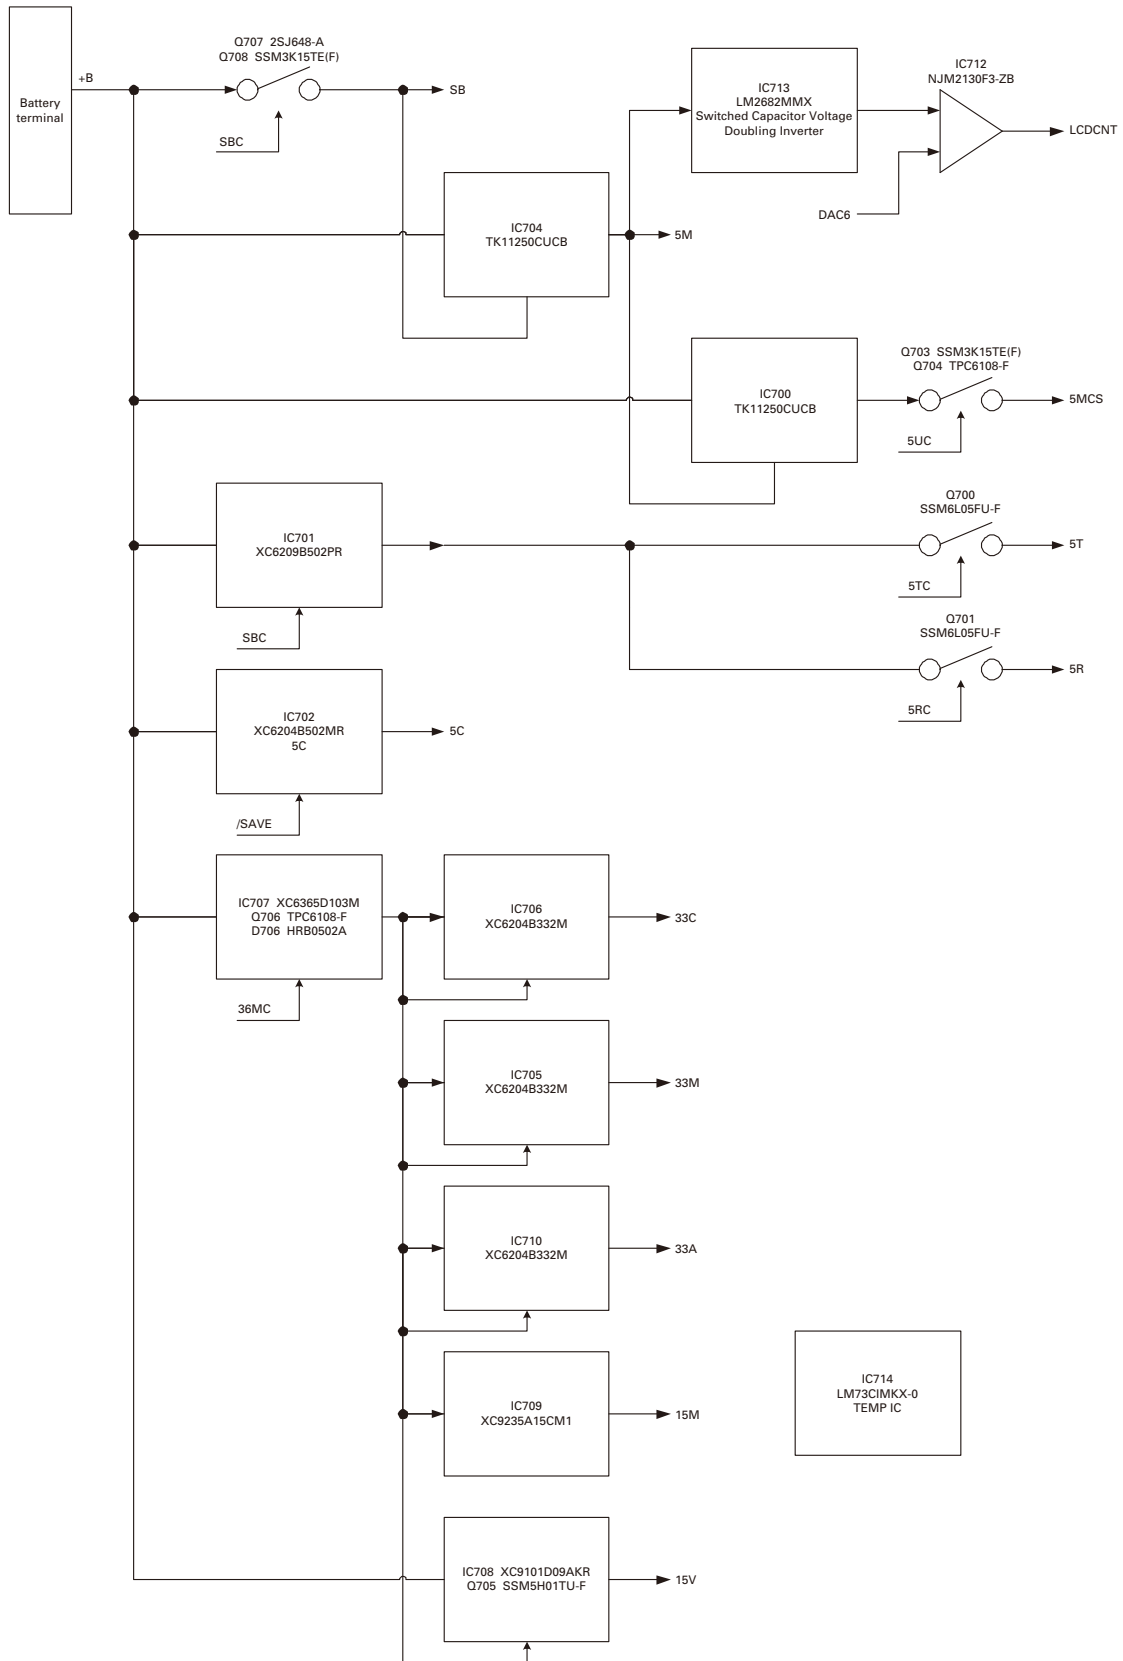 Battery
terminal
+B
Q707 2SJ648-A
Q708 SSM3K15TE(F)
SBC
SB
IC713
LM2682MMX
Switched Capacitor Voltage
Doubling Inverter
IC712
NJM2130F3-ZB
LCDCNT
DAC6
IC704
TK11250CUCB
5M
IC700
TK11250CUCB
Q703 SSM3K15TE(F)
Q704 TPC6108-F
5UC
5MCS
IC701
XC6209B502PR
SBC
Q700
SSM6L05FU-F
5TC
5T
Q701
SSM6L05FU-F
5RC
5R
IC702
XC6204B502MR
5C
/SAVE
5C
IC707 XC6365D103M
Q706 TPC6108-F
D706 HRB0502A
36MC
IC706
XC6204B332M
33C
IC705
XC6204B332M
33M
IC710
XC6204B332M
33A
IC709
XC9235A15CM1
15M
IC714
LM73CIMKX-0
TEMP IC
IC708 XC9101D09AKR
Q705 SSM5H01TU-F
15V